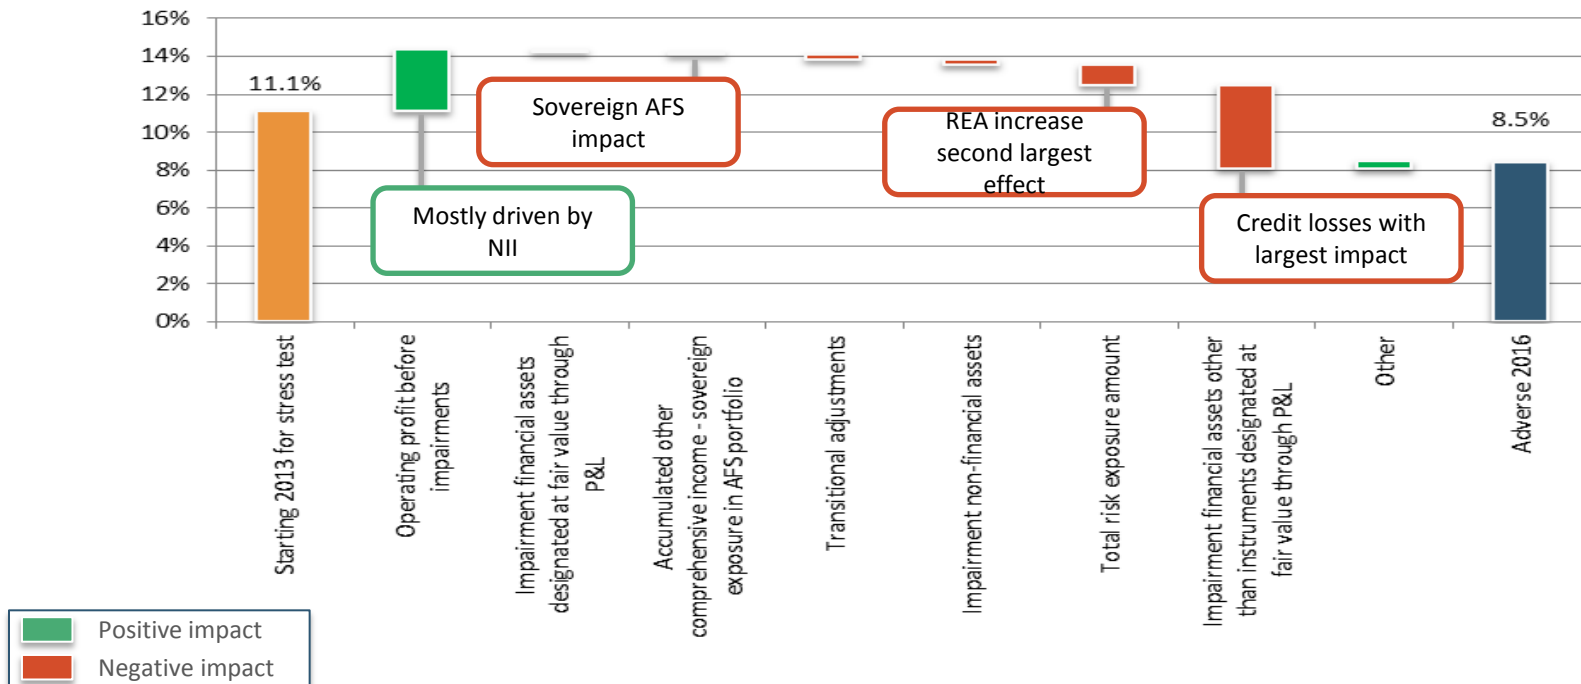 16%
14%
12%
10%
8%
6%
4%
2%
0%
11.1%
8.5%
Sovereign AFS
impact
REA increase
second largest
effect
Mostly driven by
NII
Credit losses with
largest impact
Starting 2013 for stress test
Operating profit before
impairments
Impairment financial assets
designated at fair value through
P&L
Accumulated other
comprehensive income - sovereign
exposure in AFS portfolio
Transitional adjustments
Impairment non-financial assets
Total risk exposure amount
Impairment financial assets other
than instruments designated at
fair value through P&L
Other
Adverse 2016
Positive impact
Negative impact